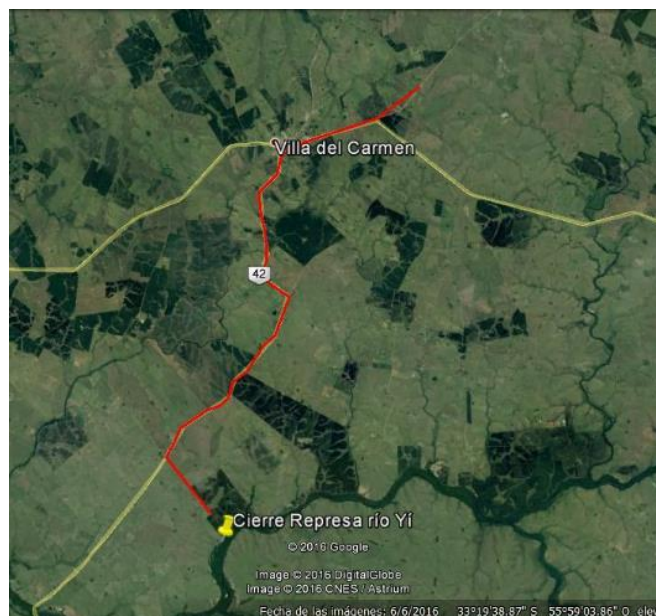 Villa del Carmen
42
Cierre Represa río Yí
© 2016 Google
Image © 2016 DigitalGlobe
Image © 2016 CNES / Astrium
Fecha de las imágenes: 6/6/2016 33°19'38.87" S 55°59'03.86" O elev